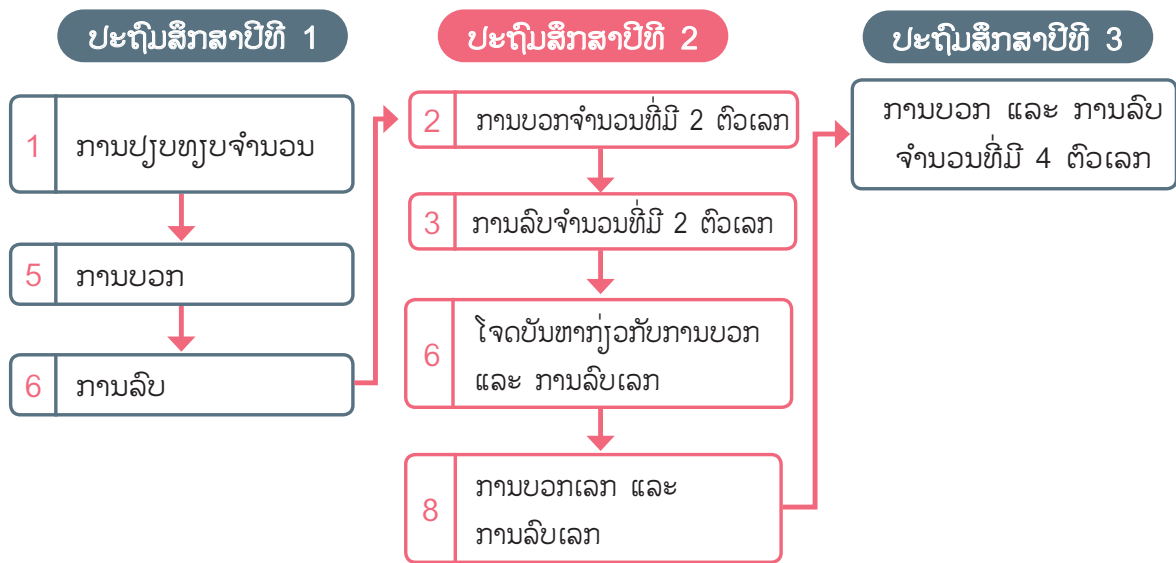 ປະຖົມສຶກສາປີທີ 1
1 ການປຽບທຽບຈຳນວນ
5 ການບວກ
6 ການລົບ
ປະຖົມສຶກສາປີທີ 2
2 ການບວກຈຳນວນທີ່ມີ 2 ຕົວເລກ
3 ການລົບຈຳນວນທີ່ມີ 2 ຕົວເລກ
6 ໂຈດບັນຫາກ່ຽວກັບການບວກ
ແລະ ການລົບເລກ
8 ການບວກເລກ ແລະ
ການລົບເລກ
ປະຖົມສຶກສາປີທີ 3
ການບວກ ແລະ ການລົບ
ຈຳນວນທີ່ມີ 4 ຕົວເລກ